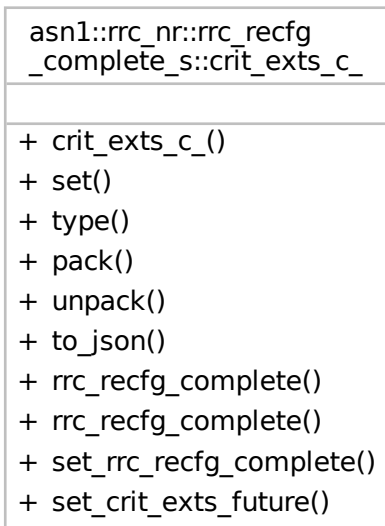 asn1::rrc_nr::rrc_recfg
_complete_s::crit_exts_c_
+ crit_exts_c_()
+ set()
+ type()
+ pack()
+ unpack()
+ to_json()
+ rrc_recfg_complete()
+ rrc_recfg_complete()
+ set_rrc_recfg_complete()
+ set_crit_exts_future()